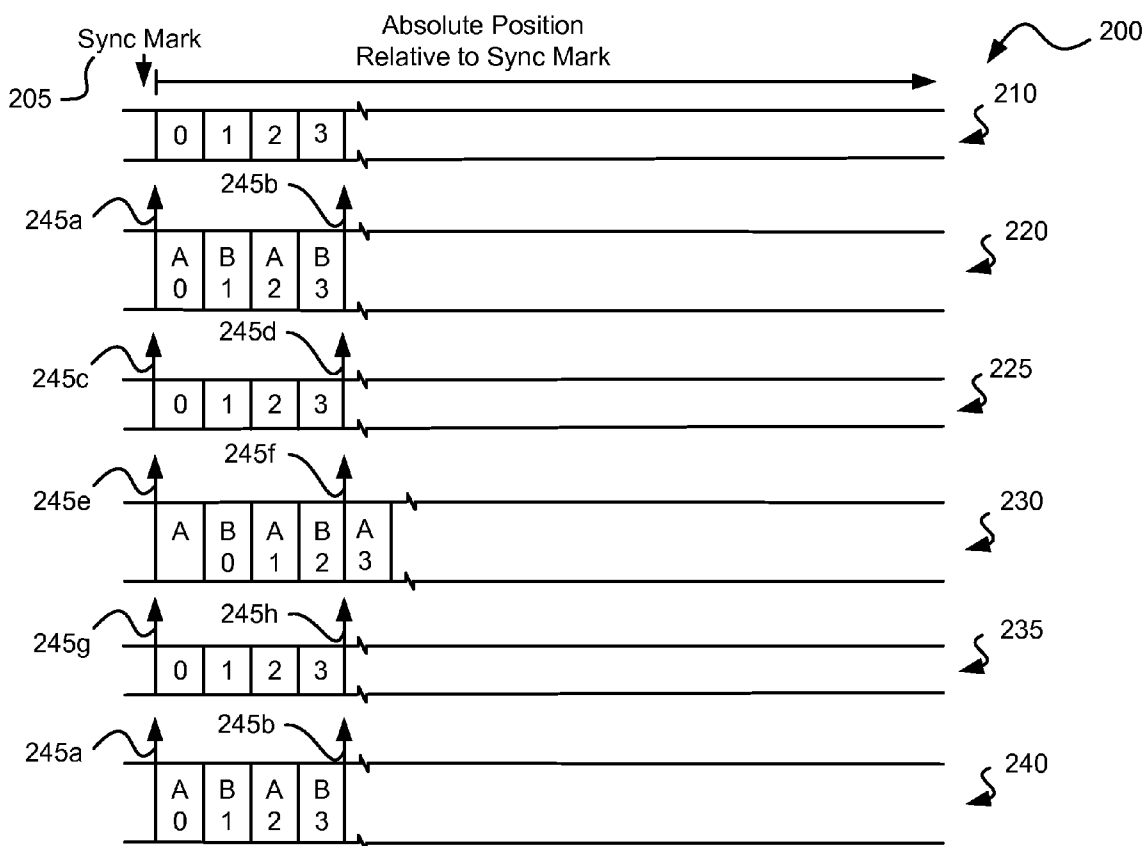 Absolute Position
Sync Mark
Relative to Sync Mark
200
205
210
0 1 2 3
245b
245a
220
A B A B
0 1 2 3
245d
245c
225
0 1 2 3
245f
245e
230
A B A B A
0 1 2 3
245h
245g
235
0 1 2 3
245b
245a
240
A B A B
0 1 2 3